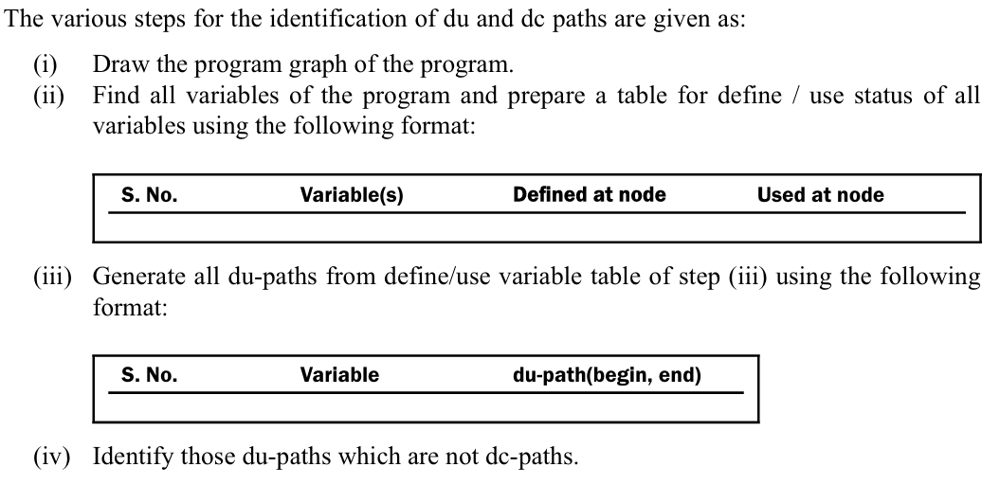 The various steps for the identification of du and dc paths are given as:
(i) Draw the program graph of the program.
(ii) Find all variables of the program and prepare a table for define / use status of all
variables using the following format:
S. No. Variable(s) Defined at node Used at node
(iii) Generate all du-paths from define/use variable table of step (iii) using the following
format:
S. No. Variable du-path(begin, end)
(iv) Identify those du-paths which are not dc-paths.